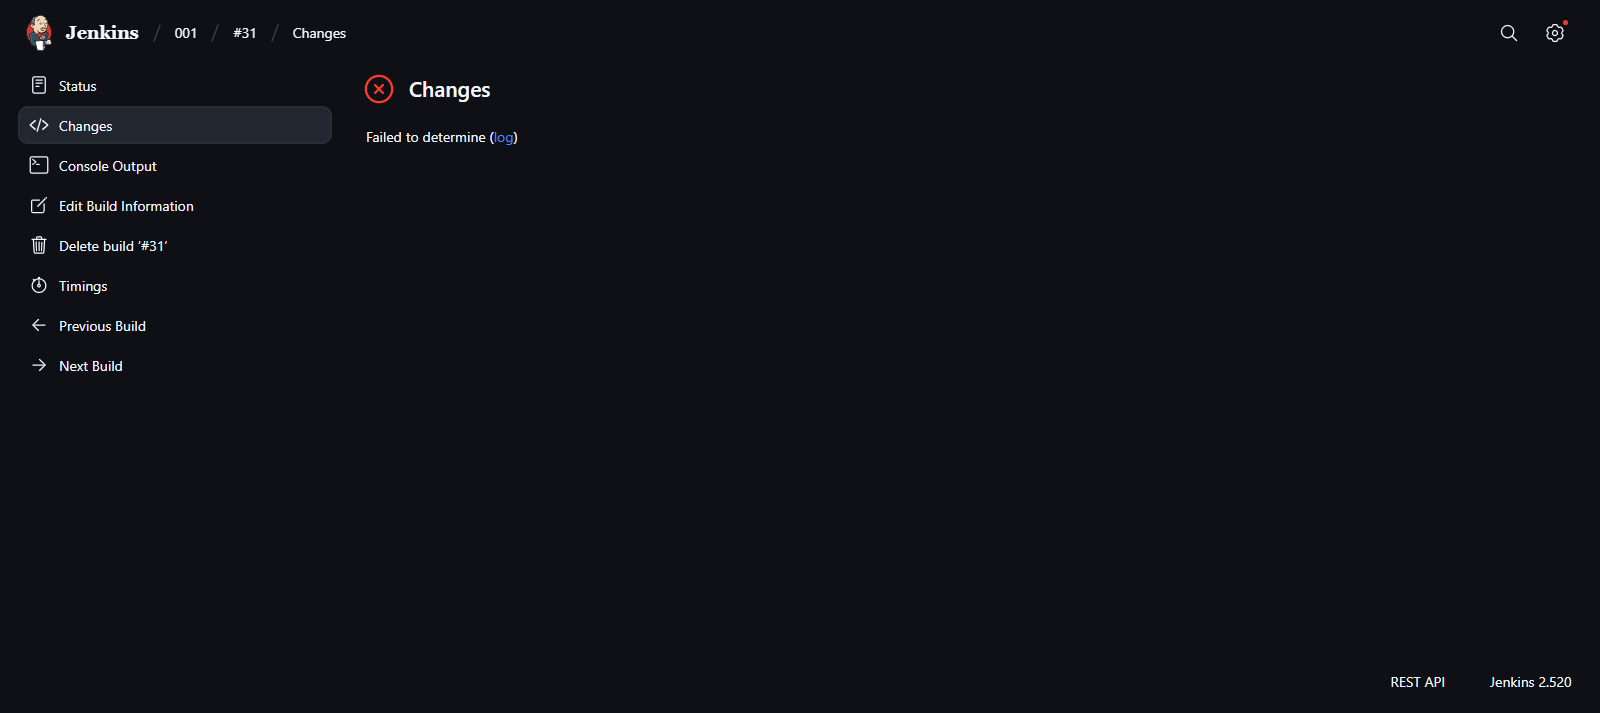 Jenkins / 001 / #31 / Changes
Status
Changes
Console Output
Edit Build Information
Delete build ‘#31’
Timings
Previous Build
Next Build
Changes
Failed to determine (log)
REST API
Jenkins 2.520